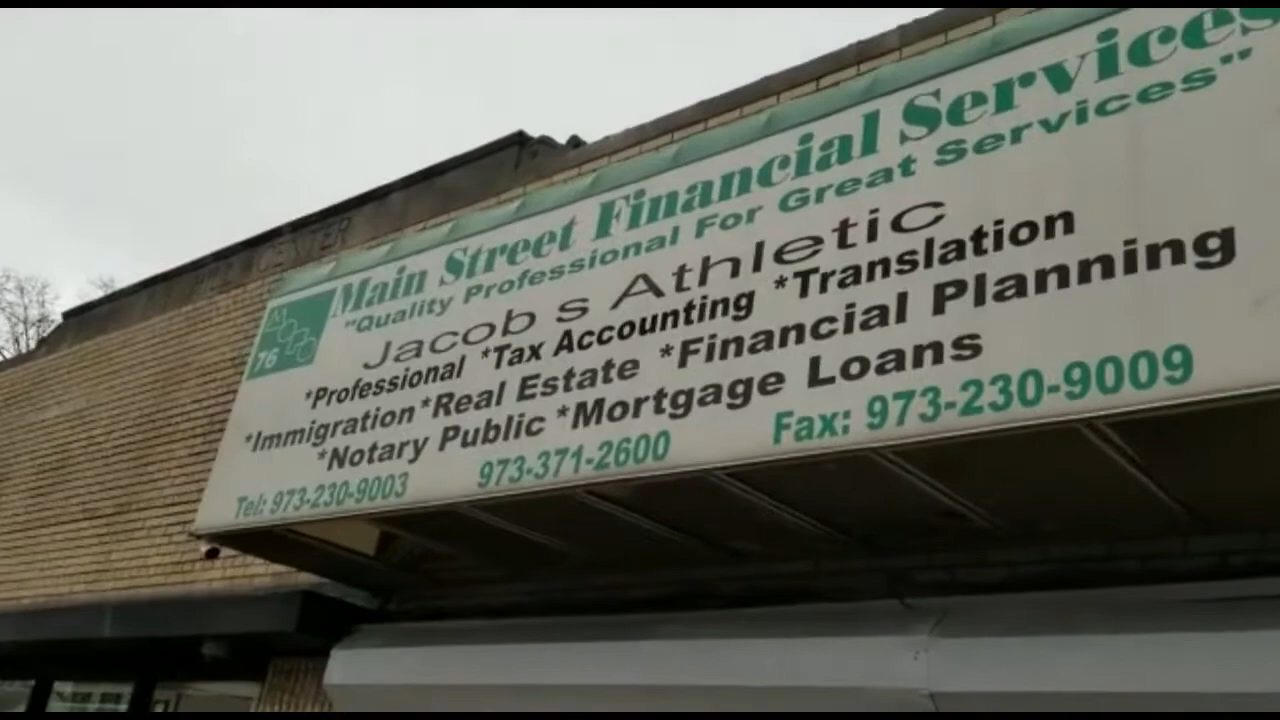 CENTER
Main Street Financial Services
"Quality Professional For Great Services"
Jacob s Athletic
76
*Professional *Tax Accounting *Translation
*Immigration *Real Estate *Financial Planning
*Notary Public *Mortgage Loans
Tel: 973-230-9003 973-371-2600 Fax: 973-230-9009